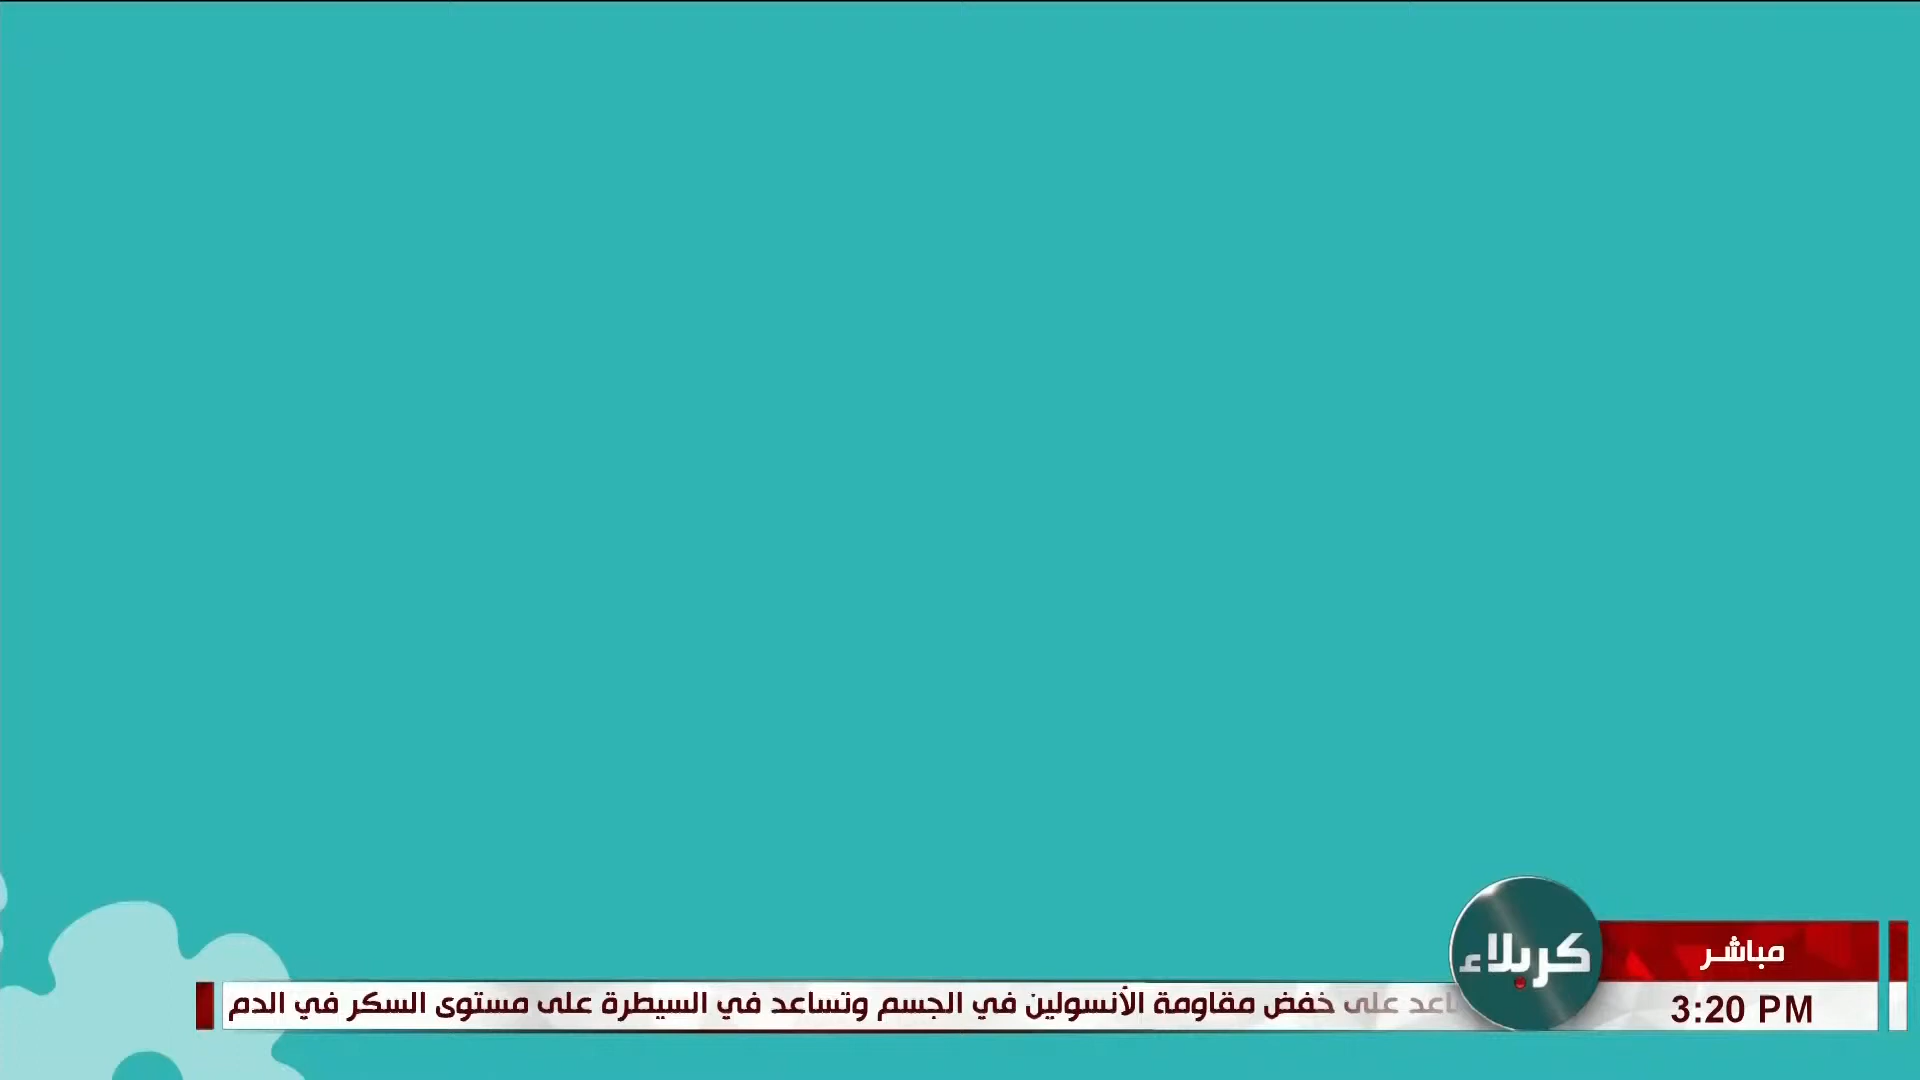 مباشر
كربلاء
3:20 PM
على خفض مقاومة الأنسولين في الجسم وتساعد في السيطرة على مستوى السكر في الدم